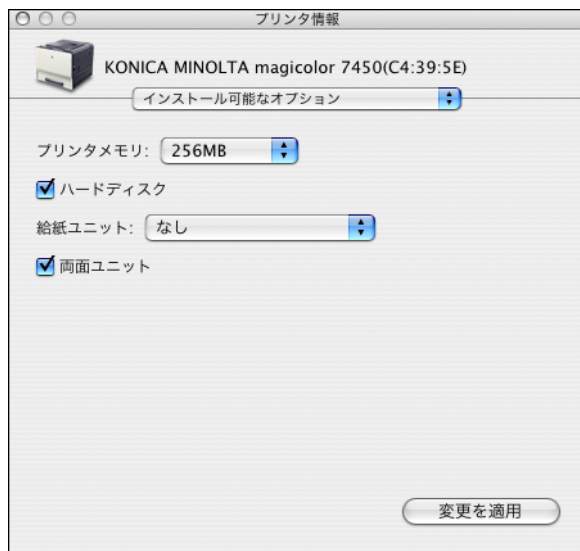 プリンタ情報
KONICA MINOLTA magicolor 7450(C4:39:5E)
インストール可能なオプション
プリンタメモリ: 256MB
ハードディスク
給紙ユニット: なし
両面ユニット
変更を適用